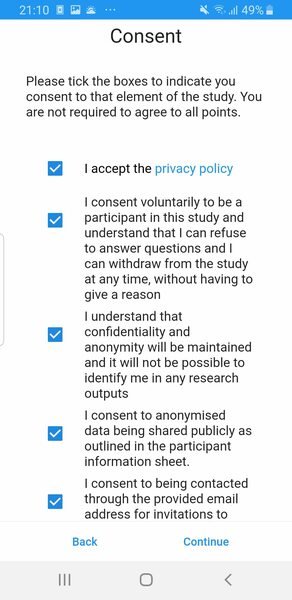 21:10 49%
Consent
Please tick the boxes to indicate you
consent to that element of the study. You
are not required to agree to all points.
I accept the privacy policy
I consent voluntarily to be a
participant in this study and
understand that I can refuse
to answer questions and I
can withdraw from the study
at any time, without having to
give a reason
I understand that
confidentiality and
anonymity will be maintained
and it will not be possible to
identify me in any research
outputs
I consent to anonymised
data being shared publicly as
outlined in the participant
information sheet.
I consent to being contacted
through the provided email
address for invitations to
Back Continue